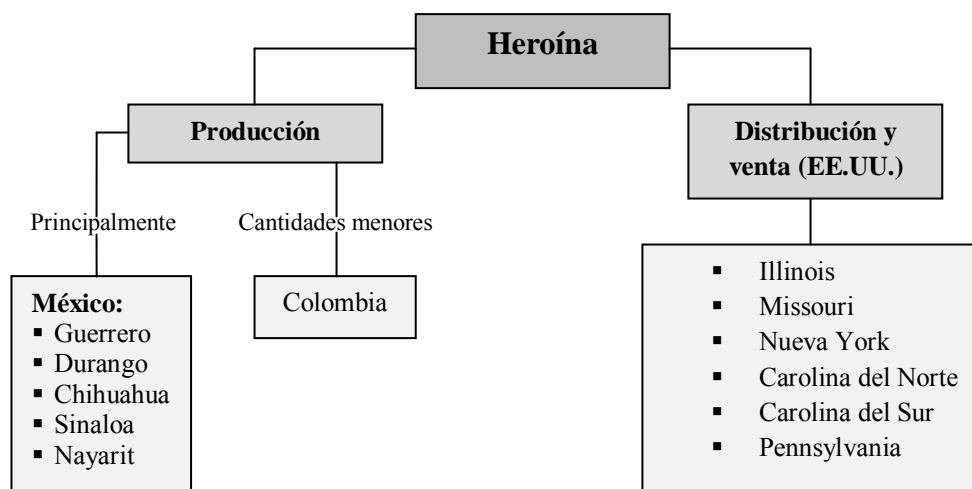 Heroína
Producción
Distribución y
venta (EE.UU.)
Principalmente
Cantidades menores
México:
▪ Guerrero
▪ Durango
▪ Chihuahua
▪ Sinaloa
▪ Nayarit
Colombia
▪ Illinois
▪ Missouri
▪ Nueva York
▪ Carolina del Norte
▪ Carolina del Sur
▪ Pennsylvania